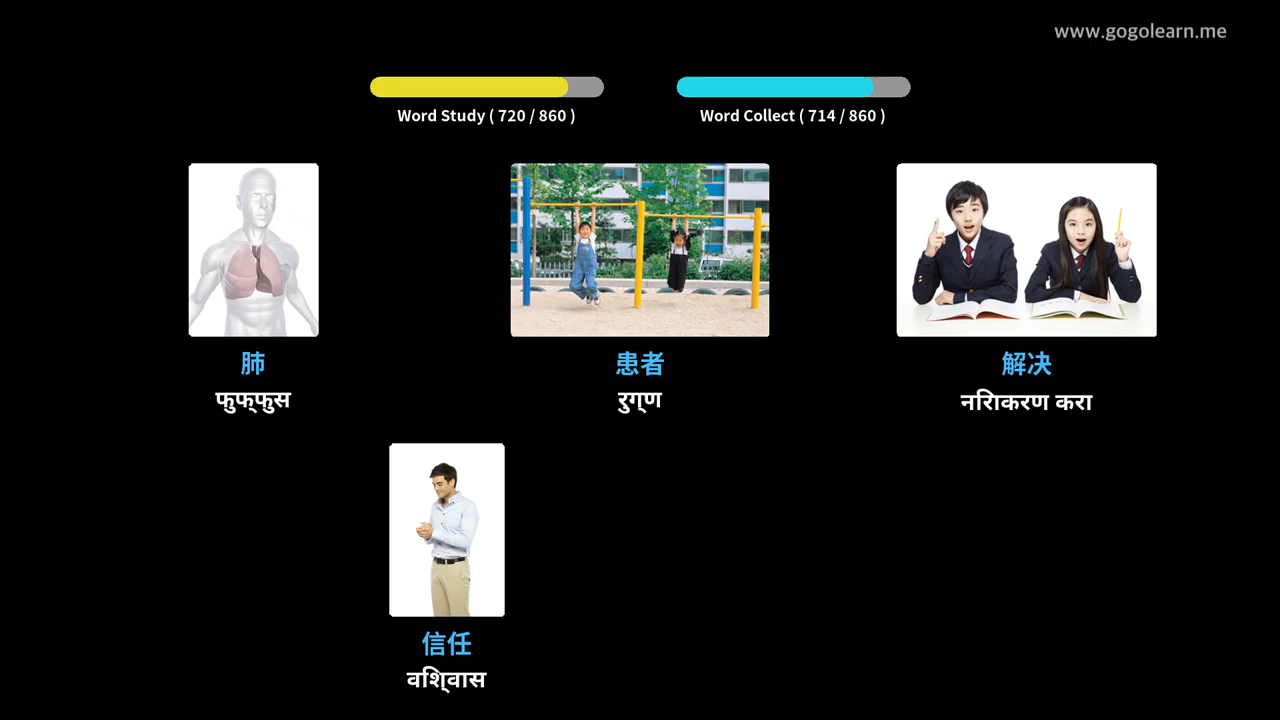 www.gogolearn.me
Word Study ( 720 / 860 )
Word Collect ( 714 / 860 )
肺
फुफ्फुस
患者
रुग्ण
解决
निराकरण करा
信任
विश्वास